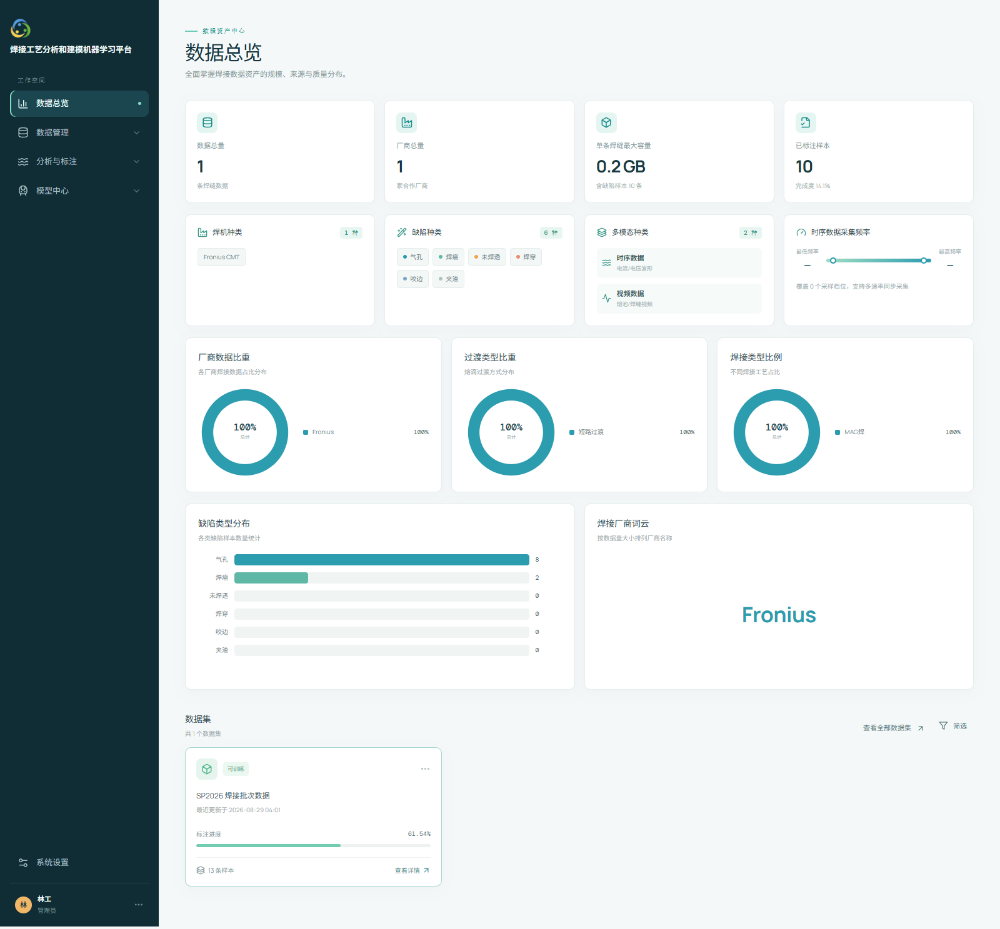 焊接工艺分析和建模机器学习平台
工作空间
数据总览
数据管理
分析与标注
模型中心
系统设置
林
林工
管理员
数据资产中心
数据总览
全面掌握焊接数据资产的规模、来源与质量分布。
数据总量
1
条焊缝数据
厂商总量
1
家合作厂商
单条焊缝最大容量
0.2 GB
含缺陷样本 10 条
已标注样本
10
完成度 14.1%
焊机种类
1 种
Fronius CMT
缺陷种类
6 种
气孔
焊瘤
未焊透
焊穿
咬边
夹渣
多模态种类
2 种
时序数据
电流/电压波形
视频数据
熔池/焊缝视频
时序数据采集频率
最低频率
—
最高频率
—
覆盖 0 个采样档位，支持多速率同步采集
厂商数据比重
各厂商焊接数据占比分布
100%
总计
Fronius 100%
过渡类型比重
熔滴过渡方式分布
100%
总计
短路过渡 100%
焊接类型比例
不同焊接工艺占比
100%
总计
MAG焊 100%
缺陷类型分布
各类缺陷样本数量统计
气孔 8
焊瘤 2
未焊透 0
焊穿 0
咬边 0
夹渣 0
焊接厂商词云
按数据量大小排列厂商名称
Fronius
数据集
共 1 个数据集
查看全部数据集
筛选
可训练
SP2026 焊接批次数据
最近更新于 2026-08-29 04:01
标注进度 61.54%
13 条样本
查看详情